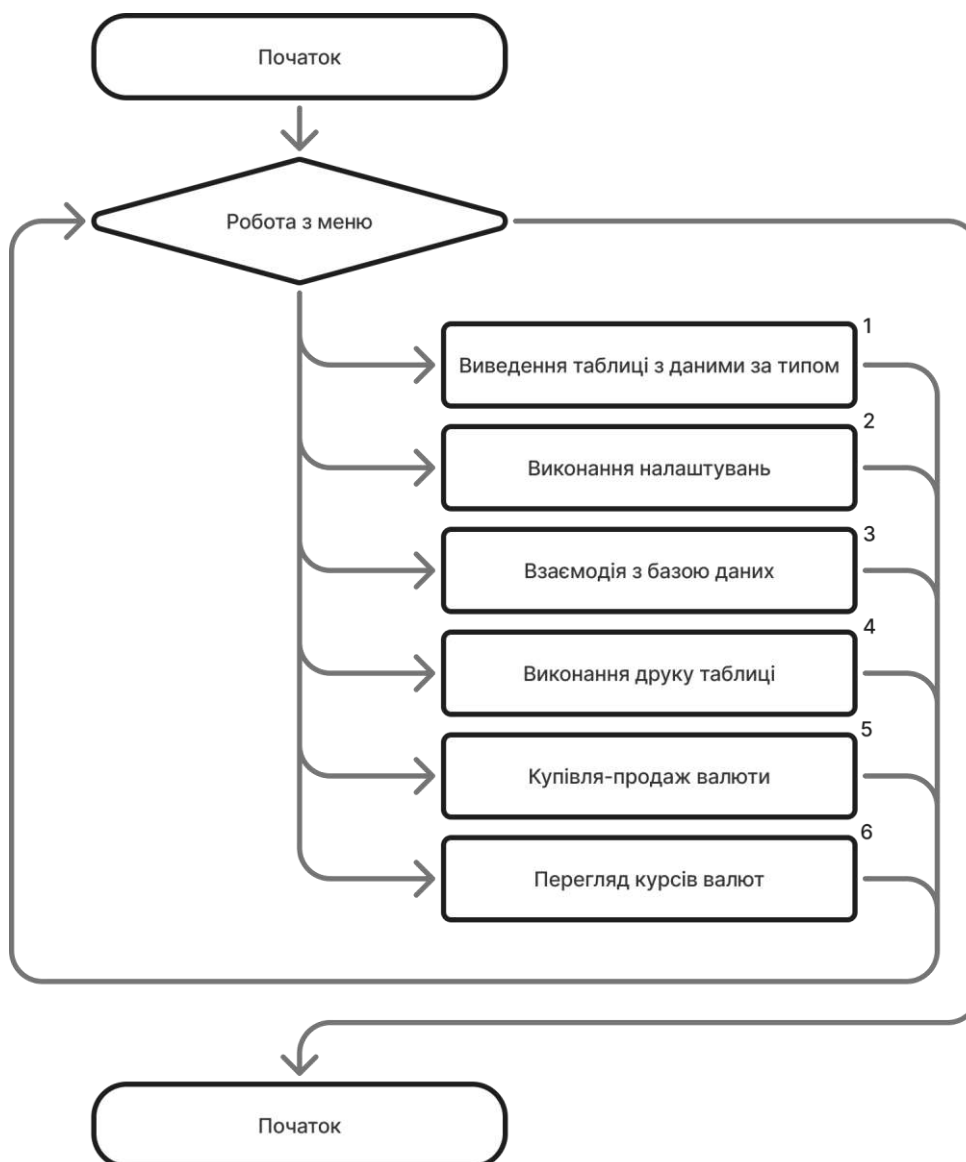 Початок
Робота з меню
1
Виведення таблиці з даними за типом
2
Виконання налаштувань
3
Взаємодія з базою даних
4
Виконання друку таблиці
5
Купівля-продаж валюти
6
Перегляд курсів валют
Початок